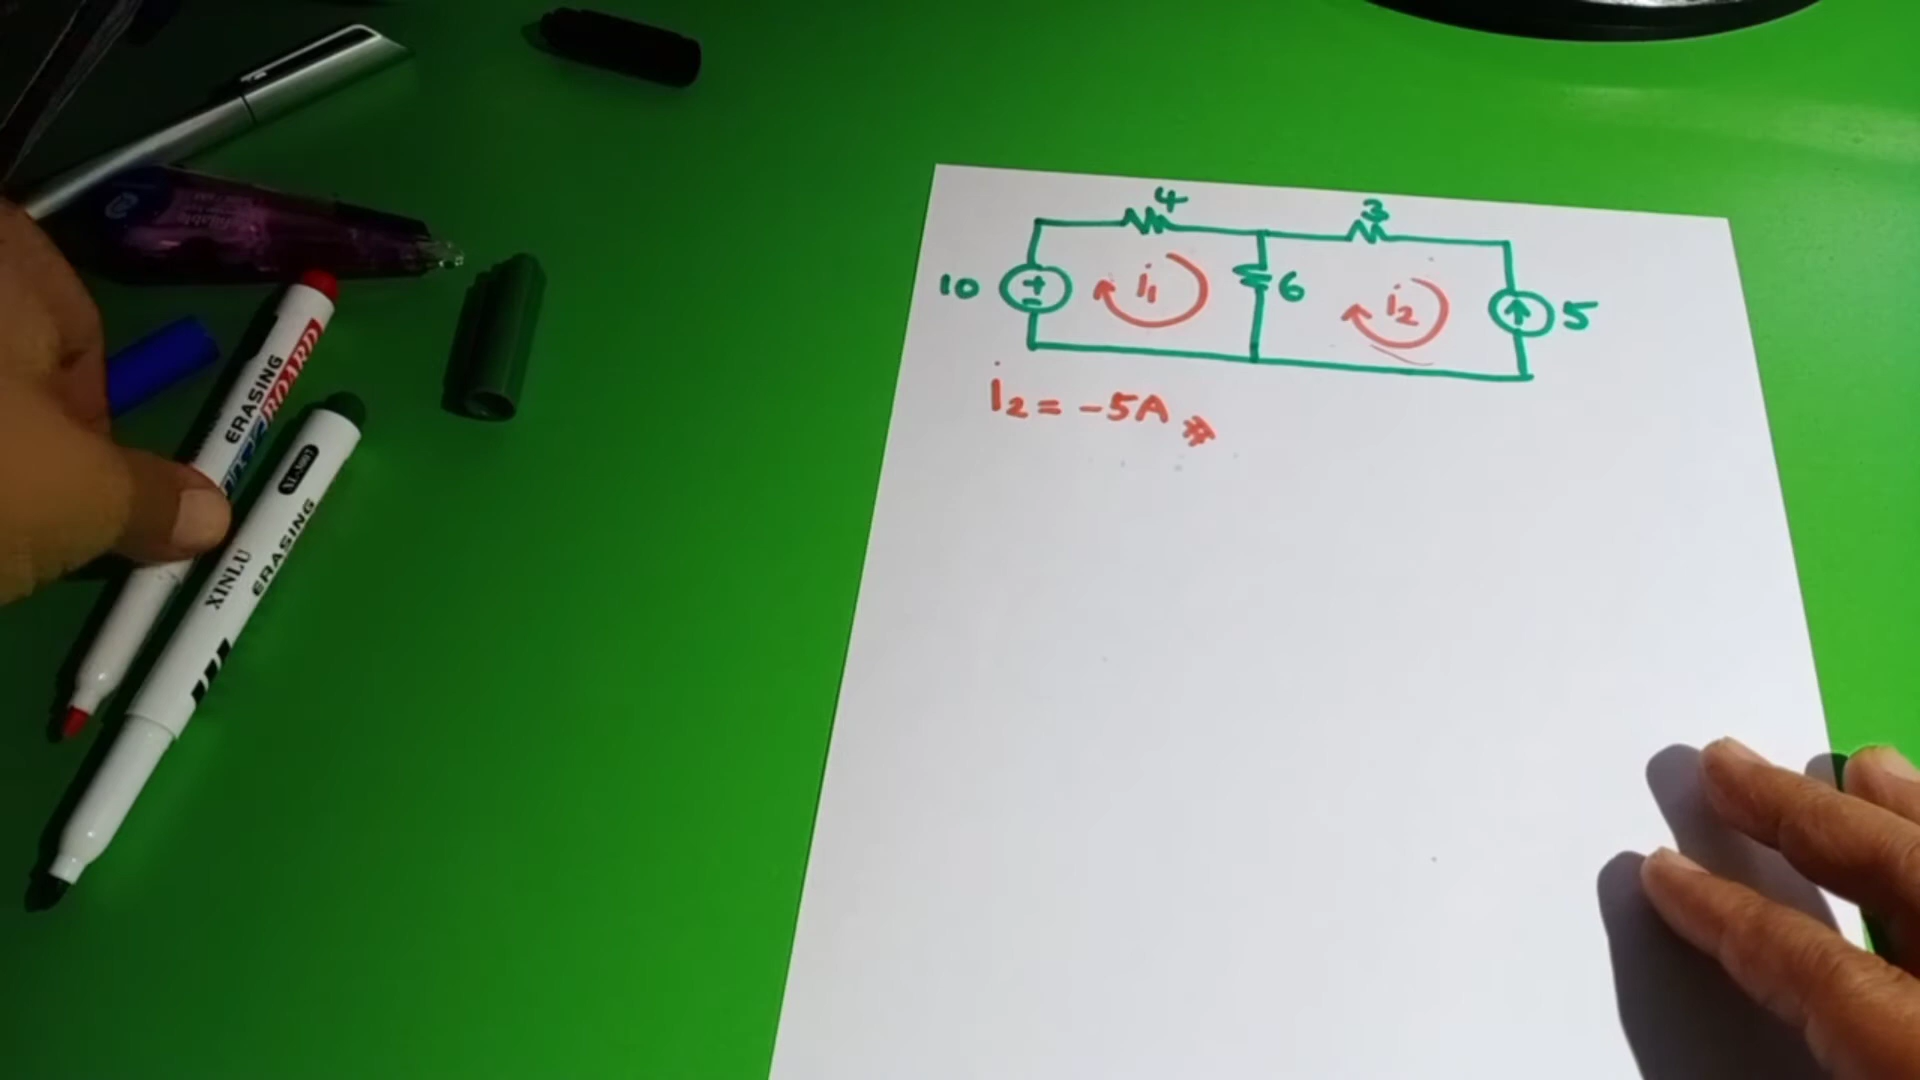 4
3
10
+
-
i1
6
i2
5
i2 = -5A
ERASING
BOARD
XINLU
ERASING